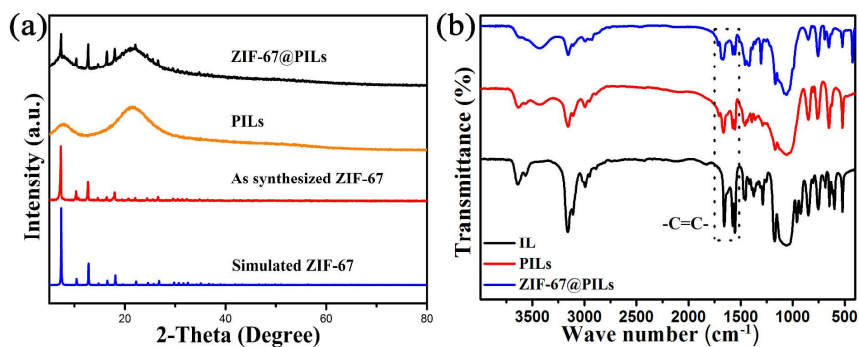 (a)
Intensity (a.u.)
ZIF-67@PILs
PILs
As synthesized ZIF-67
Simulated ZIF-67
20 40 60 80
2-Theta (Degree)
(b)
Transmittance (%)
-C=C-
IL
PILs
ZIF-67@PILs
3500 3000 2500 2000 1500 1000 500
Wave number (cm⁻¹)